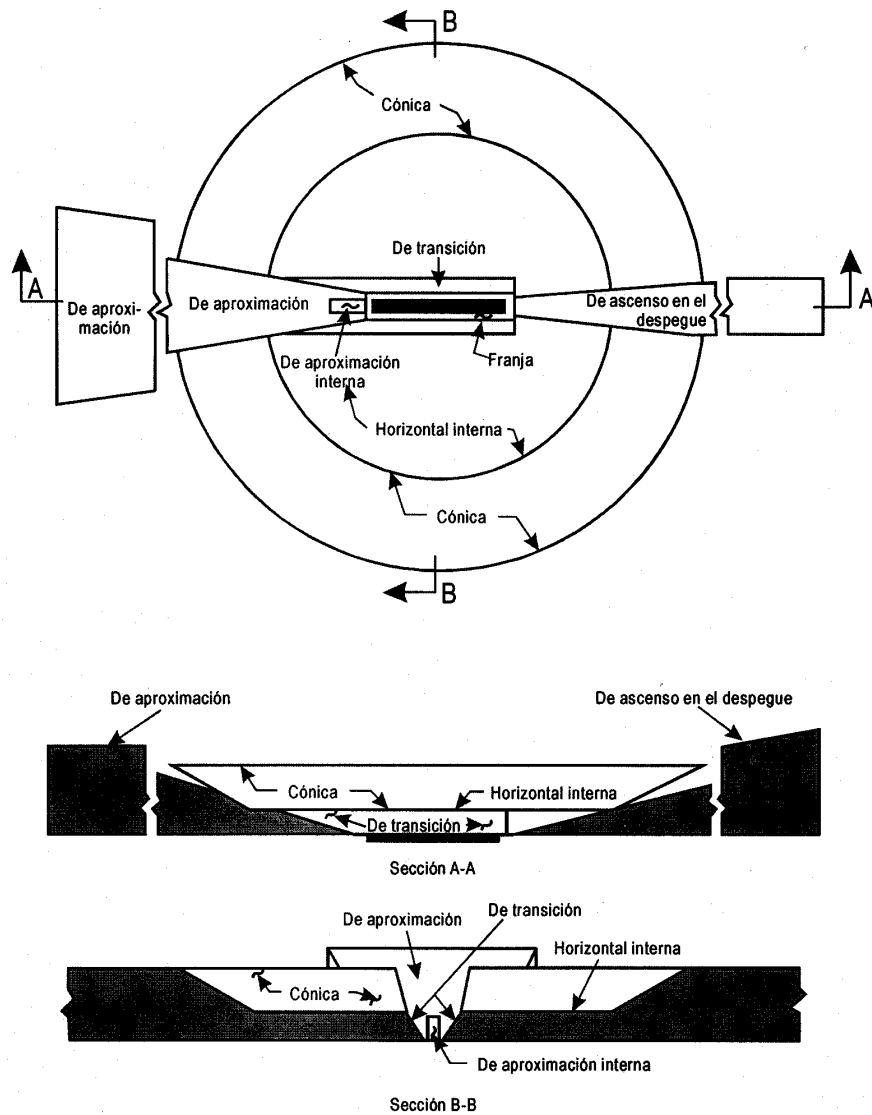 B
Cónica
De transición
A
De aproxi-
mación
De aproximación
De ascenso en el
despegue
A
De aproximación
interna
Franja
Horizontal interna
Cónica
B
De aproximación
De ascenso en el despegue
Cónica
Horizontal interna
De transición
Sección A-A
De aproximación
De transición
Horizontal interna
Cónica
De aproximación interna
Sección B-B